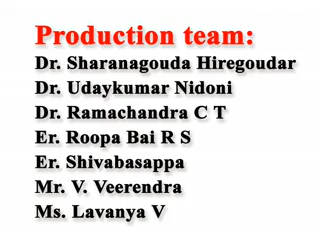 Production team:
Dr. Sharanagouda Hiregoudar
Dr. Udaykumar Nidoni
Dr. Ramachandra C T
Er. Roopa Bai R S
Er. Shivabasappa
Mr. V. Veerendra
Ms. Lavanya V